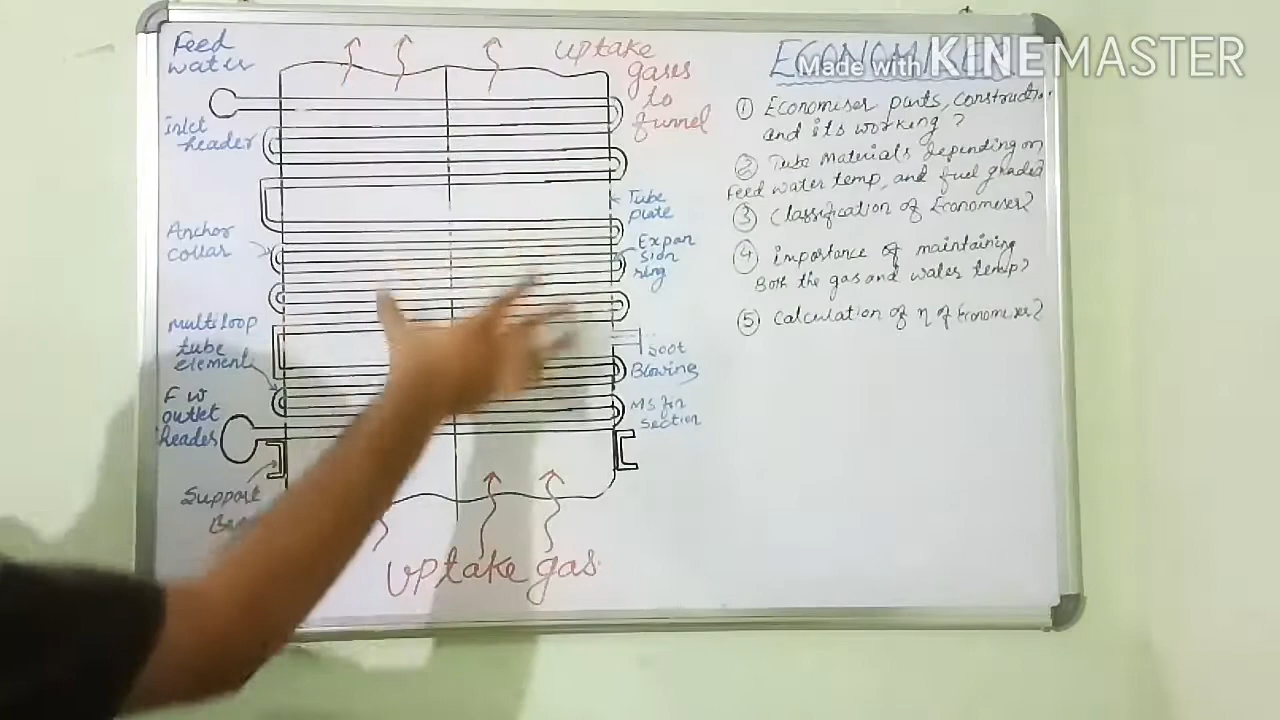 Feed
water
Inlet
header
Anchor
collar
Multiloop
tube
element
F W
outlet
header
Support
uptake
gases
to
funnel
Tube
plate
Expan
sion
ring
Soot
Blowing
MS fin
section
uptake gas
ECONOMISER
Made with KINEMASTER
① Economiser parts, construction
and its working?
② Tube Materials depending on
Feed water temp, and fuel grades?
③ Classification of Economiser?
④ importance of maintaining
Both the gas and water temp?
⑤ Calculation of η of Economiser?